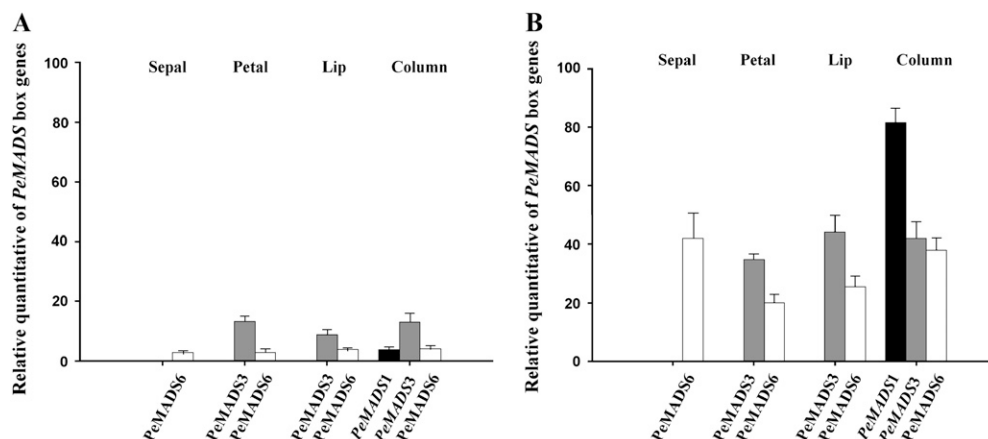 A
Relative quantitative of PeMADS box genes
Sepal Petal Lip Column
100
80
60
40
20
0
PeMADS6
PeMADS3
PeMADS6
PeMADS3
PeMADS6
PeMADS1
PeMADS3
PeMADS6
B
Relative quantitative of PeMADS box genes
Sepal Petal Lip Column
100
80
60
40
20
0
PeMADS6
PeMADS3
PeMADS6
PeMADS3
PeMADS6
PeMADS1
PeMADS3
PeMADS6